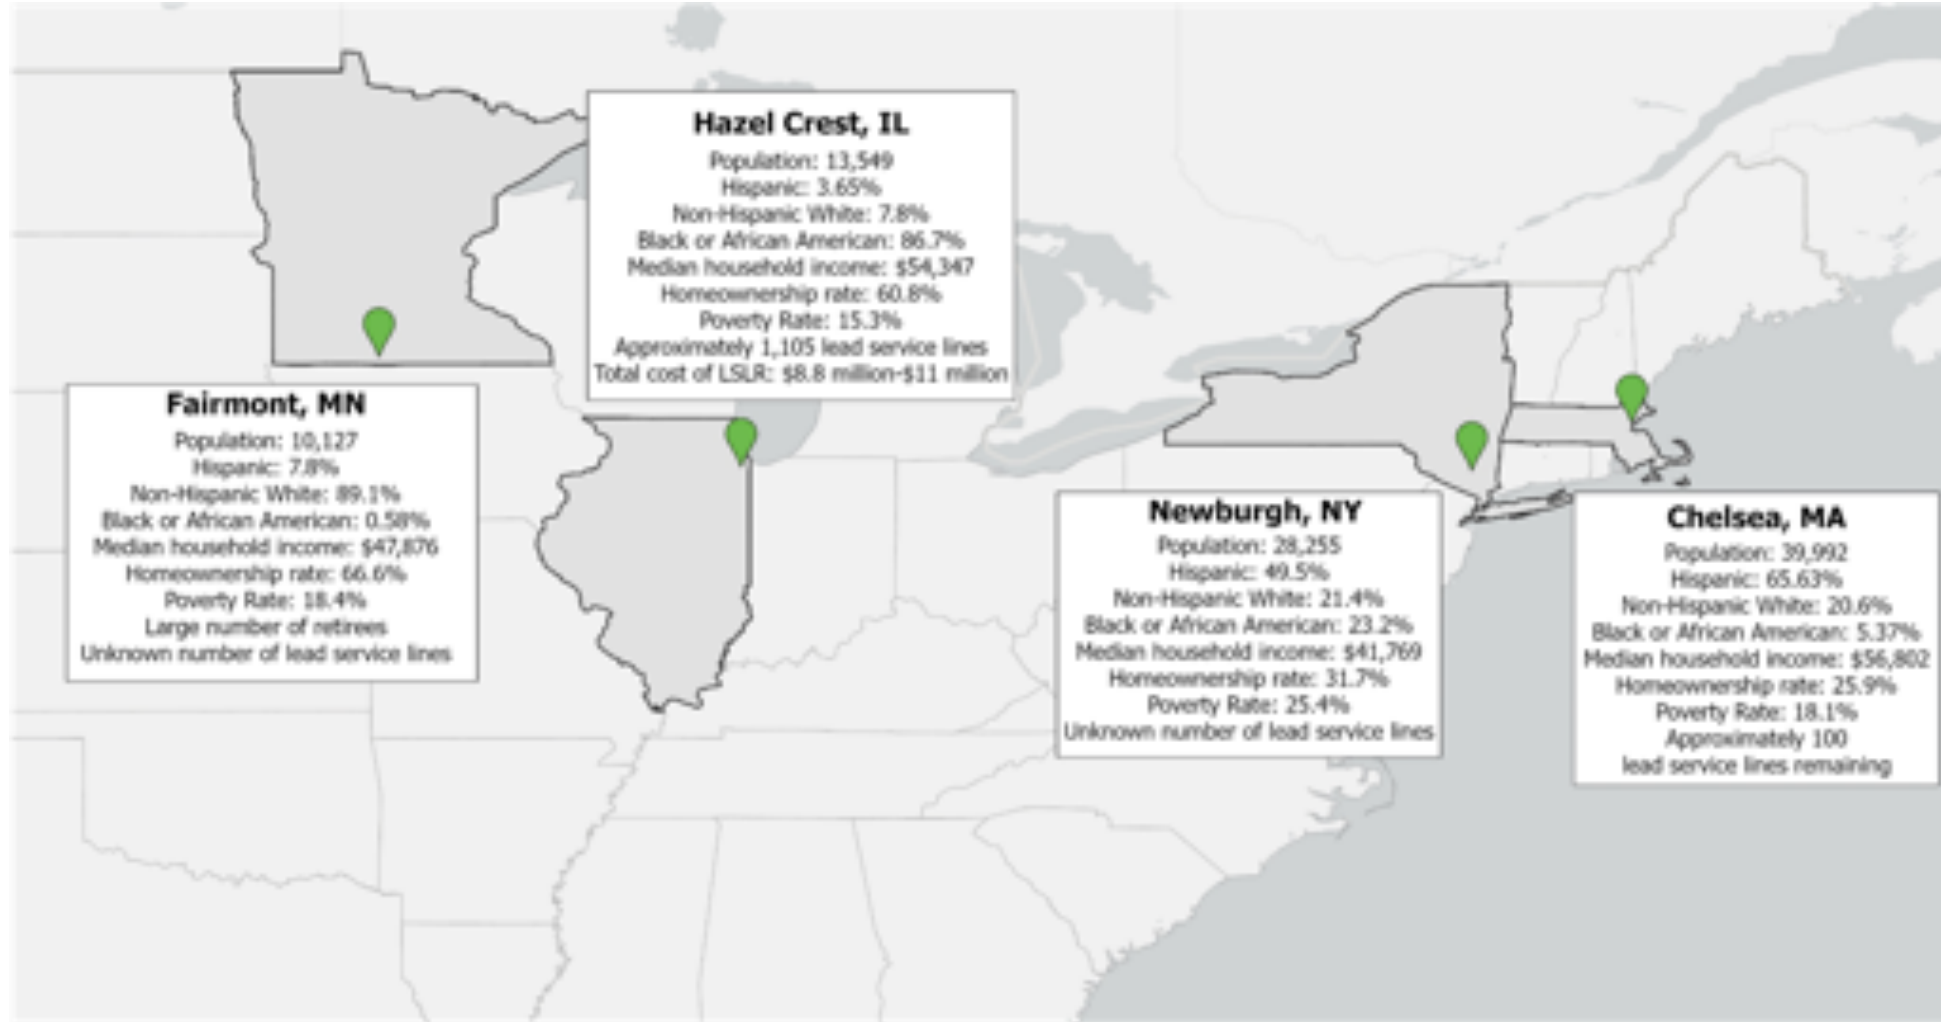 Hazel Crest, IL
Population: 13,549
Hispanic: 3.65%
Non-Hispanic White: 7.8%
Black or African American: 86.7%
Median household income: $54,347
Homeownership rate: 60.8%
Poverty Rate: 15.3%
Approximately 1,105 lead service lines
Total cost of LSLR: $8.8 million-$11 million
Fairmont, MN
Population: 10,127
Hispanic: 7.8%
Non-Hispanic White: 89.1%
Black or African American: 0.58%
Median household income: $47,876
Homeownership rate: 66.6%
Poverty Rate: 18.4%
Large number of retirees
Unknown number of lead service lines
Newburgh, NY
Population: 28,255
Hispanic: 49.5%
Non-Hispanic White: 21.4%
Black or African American: 23.2%
Median household income: $41,769
Homeownership rate: 31.7%
Poverty Rate: 25.4%
Unknown number of lead service lines
Chelsea, MA
Population: 39,992
Hispanic: 65.63%
Non-Hispanic White: 20.6%
Black or African American: 5.37%
Median household income: $56,802
Homeownership rate: 25.9%
Poverty Rate: 18.1%
Approximately 100
lead service lines remaining